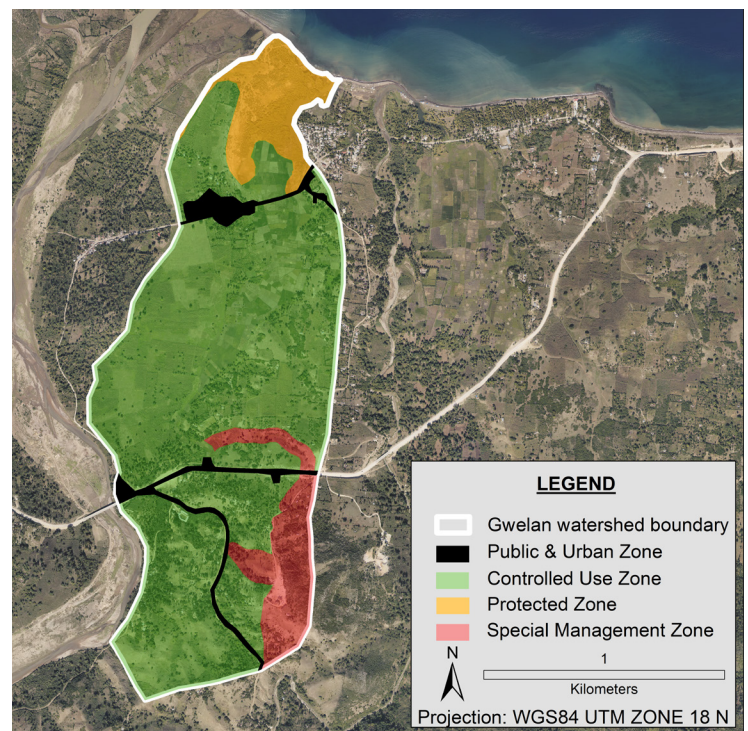 LEGEND
Gwelan watershed boundary
Public & Urban Zone
Controlled Use Zone
Protected Zone
Special Management Zone
N
1
Kilometers
Projection: WGS84 UTM ZONE 18 N